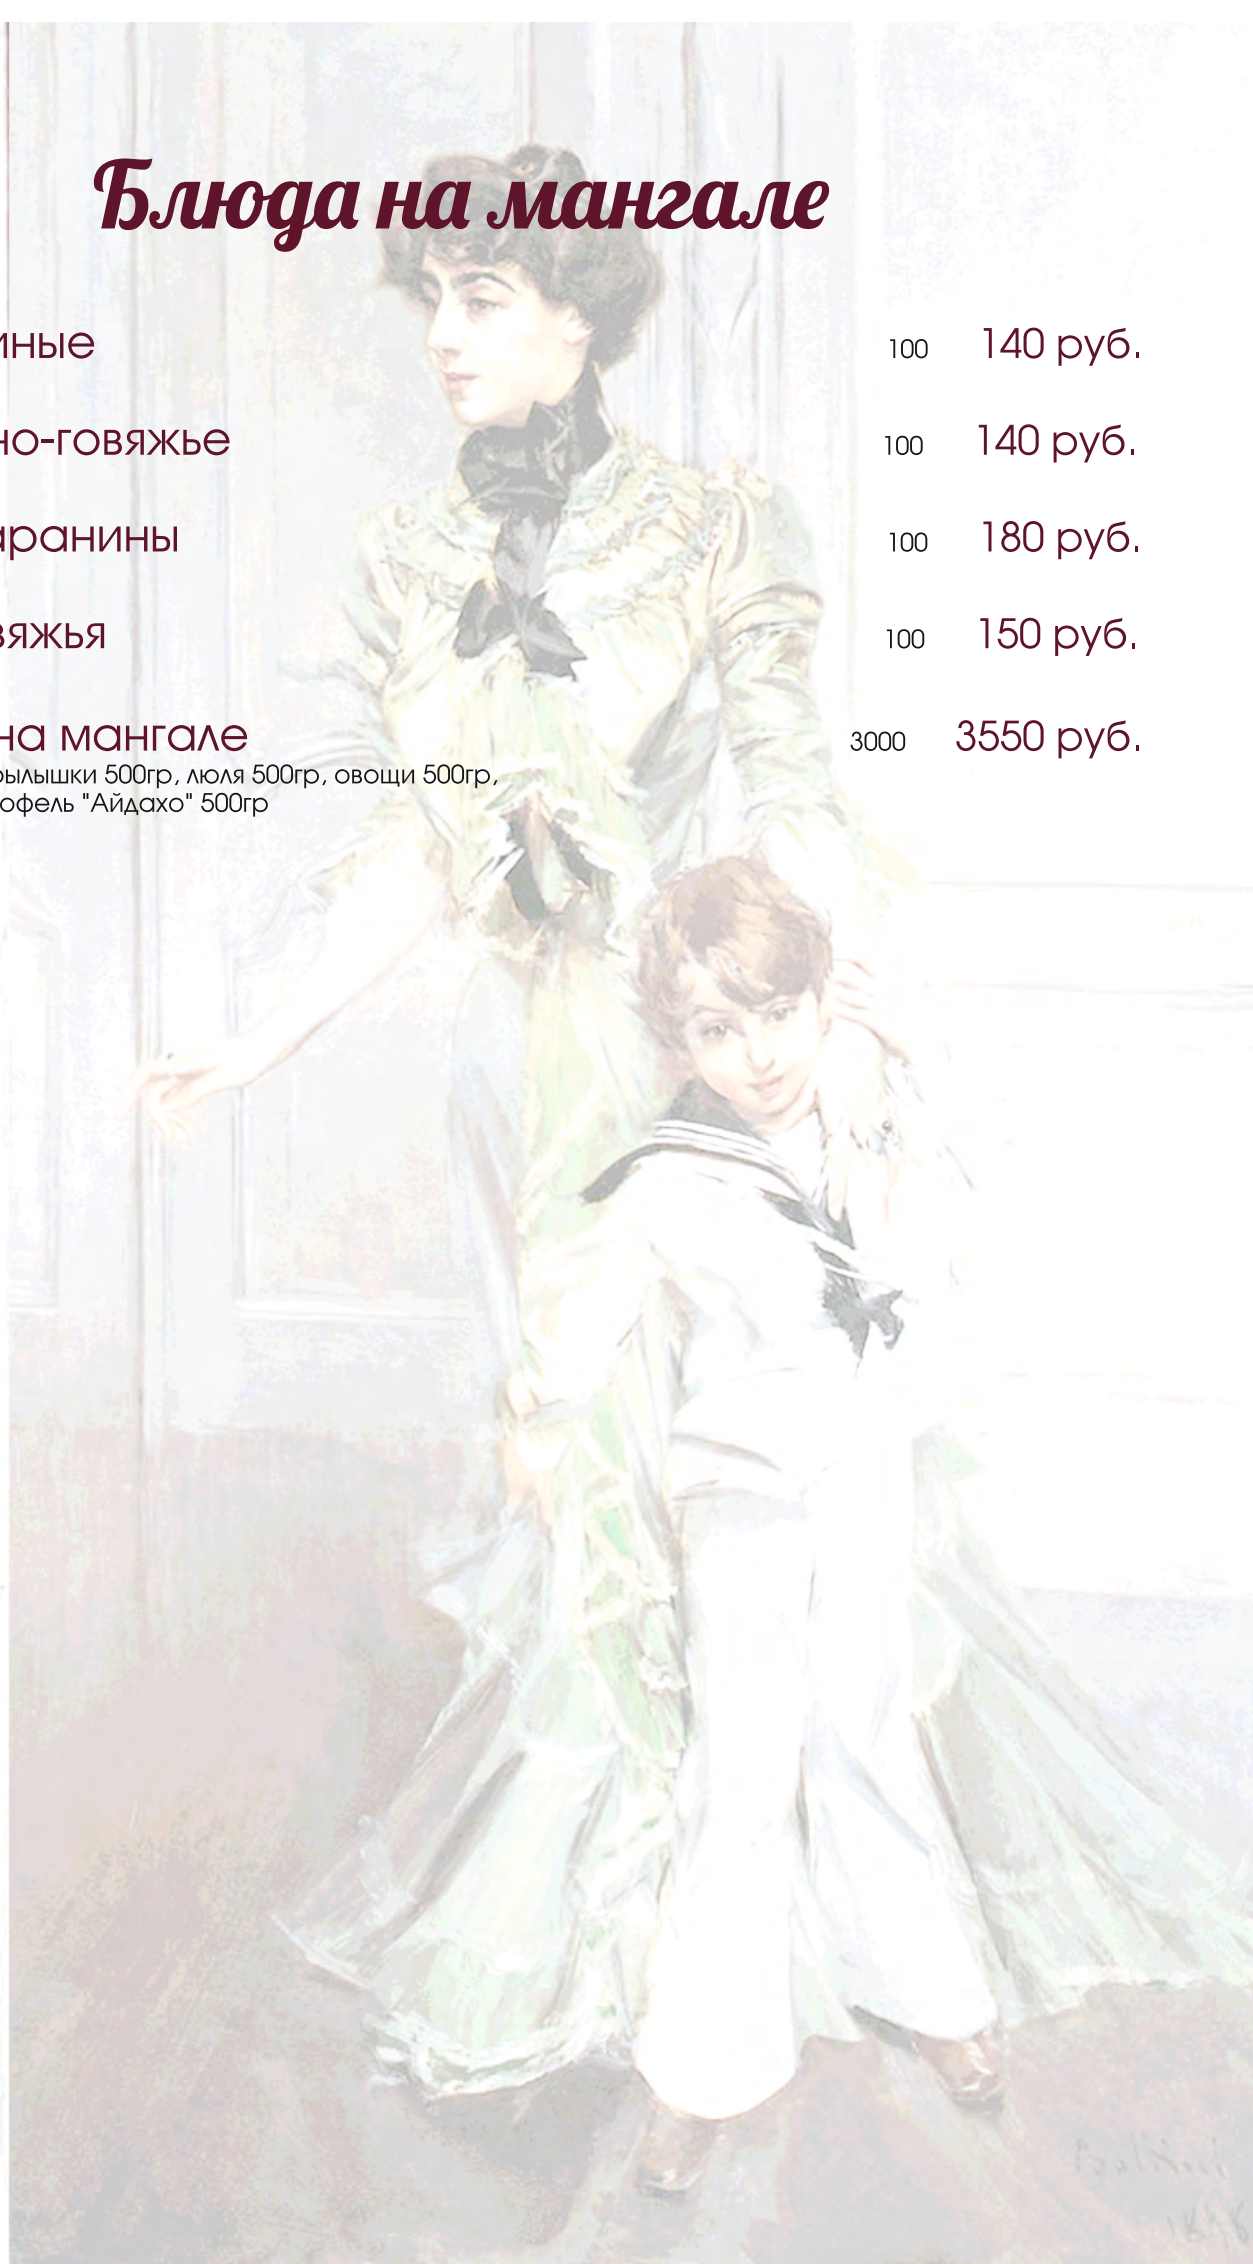 Блюда на мангале
иные 100 140 руб.
но-говяжье 100 140 руб.
аранины 100 180 руб.
вяжья 100 150 руб.
на мангале 3000 3550 руб.
рылышки 500гр, люля 500гр, овощи 500гр,
офель "Айдахо" 500гр